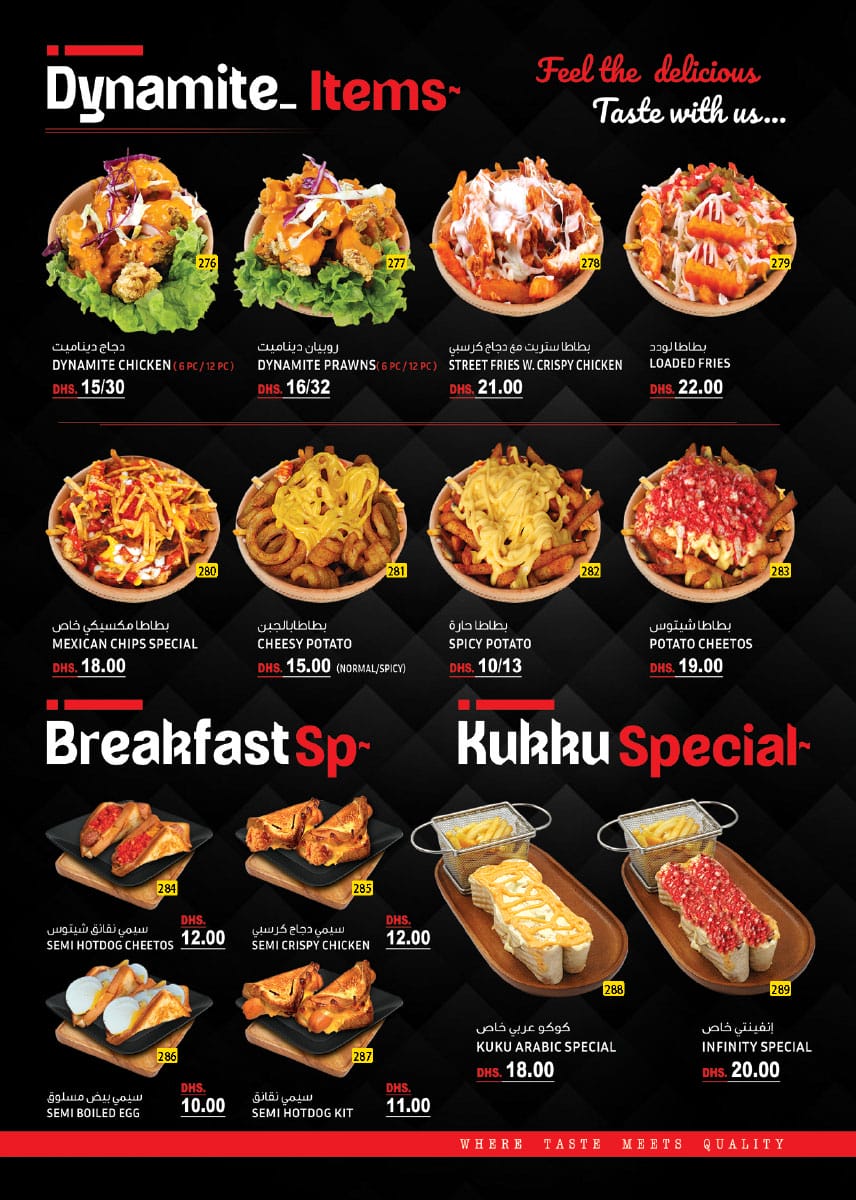 Dynamite_ Items~
Feel the delicious
Taste with us...
276
277
278
279
دجاج ديناميت
DYNAMITE CHICKEN ( 6 PC / 12 PC )
DHS. 15/30
روبيان ديناميت
DYNAMITE PRAWNS ( 6 PC / 12 PC )
DHS. 16/32
بطاطا ستريت مع دجاج كرسبي
STREET FRIES W. CRISPY CHICKEN
DHS. 21.00
بطاطا لودد
LOADED FRIES
DHS. 22.00
280
281
282
283
بطاطا مكسيكي خاص
MEXICAN CHIPS SPECIAL
DHS. 18.00
بطاطابالجبن
CHEESY POTATO
DHS. 15.00 (NORMAL/SPICY)
بطاطا حارة
SPICY POTATO
DHS. 10/13
بطاطا شيتوس
POTATO CHEETOS
DHS. 19.00
Breakfast Sp~
284
285
سيمي نقانق شيتوس
SEMI HOTDOG CHEETOS
DHS.
12.00
سيمي دجاج كرسبي
SEMI CRISPY CHICKEN
DHS.
12.00
286
287
سيمي بيض مسلوق
SEMI BOILED EGG
DHS.
10.00
سيمي نقانق
SEMI HOTDOG KIT
DHS.
11.00
Kukku Special~
288
289
كوكو عربي خاص
KUKU ARABIC SPECIAL
DHS. 18.00
إنفينتي خاص
INFINITY SPECIAL
DHS. 20.00
WHERE TASTE MEETS QUALITY